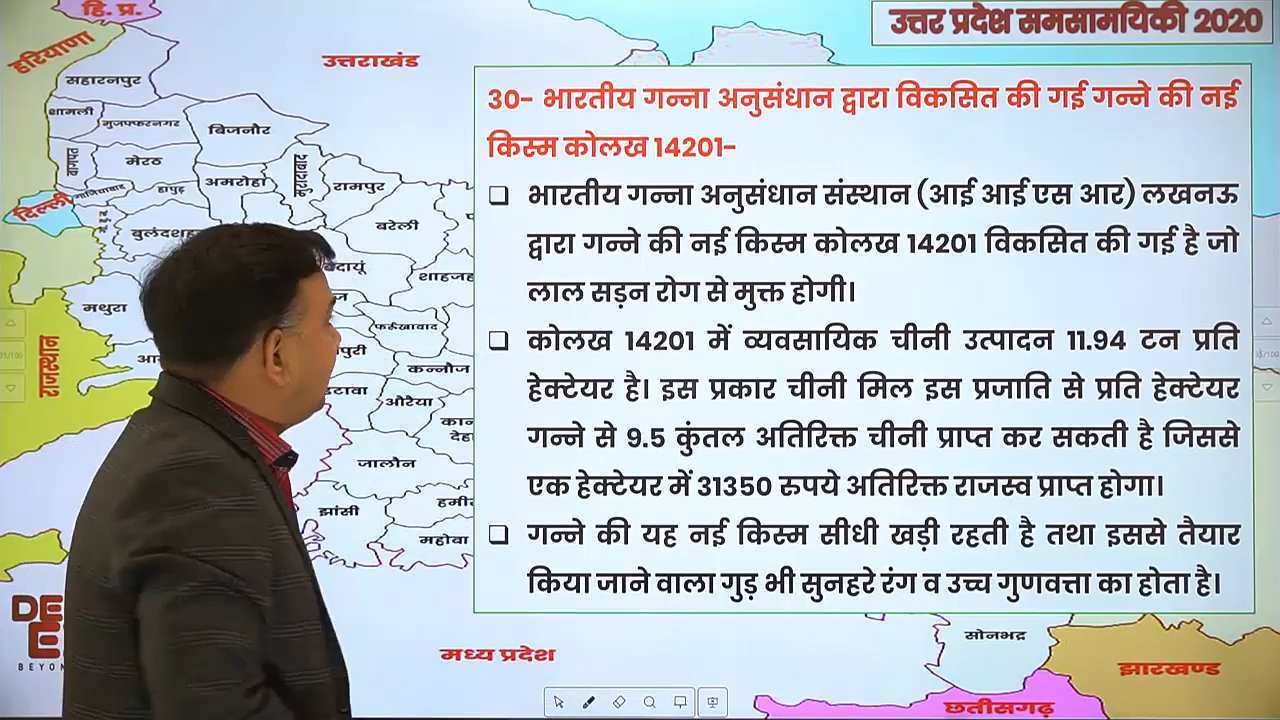 हि. प्र.
उत्तर प्रदेश समसामयिकी 2020
हरियाणा
उत्तराखंड
सहारनपुर
30- भारतीय गन्ना अनुसंधान द्वारा विकसित की गई गन्ने की नई
किस्म कोलख 14201-
शामली
मुजफ्फरनगर
बिजनौर
बागपत
मेरठ
अमरोहा
मुरादाबाद
रामपुर
भारतीय गन्ना अनुसंधान संस्थान (आई आई एस आर) लखनऊ
द्वारा गन्ने की नई किस्म कोलख 14201 विकसित की गई है जो
लाल सड़न रोग से मुक्त होगी।
दिल्ली
गाजियाबाद
हापुड़
बुलंदशह
बरेली
बदायूं
शाहजह
मथुरा
फर्रुखाबाद
कोलख 14201 में व्यवसायिक चीनी उत्पादन 11.94 टन प्रति
हेक्टेयर है। इस प्रकार चीनी मिल इस प्रजाति से प्रति हेक्टेयर
गन्ने से 9.5 कुंतल अतिरिक्त चीनी प्राप्त कर सकती है जिससे
एक हेक्टेयर में 31350 रुपये अतिरिक्त राजस्व प्राप्त होगा।
राजस्थान
आ
पुरी
कन्नौज
टावा
औरैया
कान
देह
जालौन
झांसी
हमी
महोबा
गन्ने की यह नई किस्म सीधी खड़ी रहती है तथा इससे तैयार
किया जाने वाला गुड़ भी सुनहरे रंग व उच्च गुणवत्ता का होता है।
DE
E
BEYON
मध्य प्रदेश
सोनभद्र
झारखण्ड
छतीसगढ़